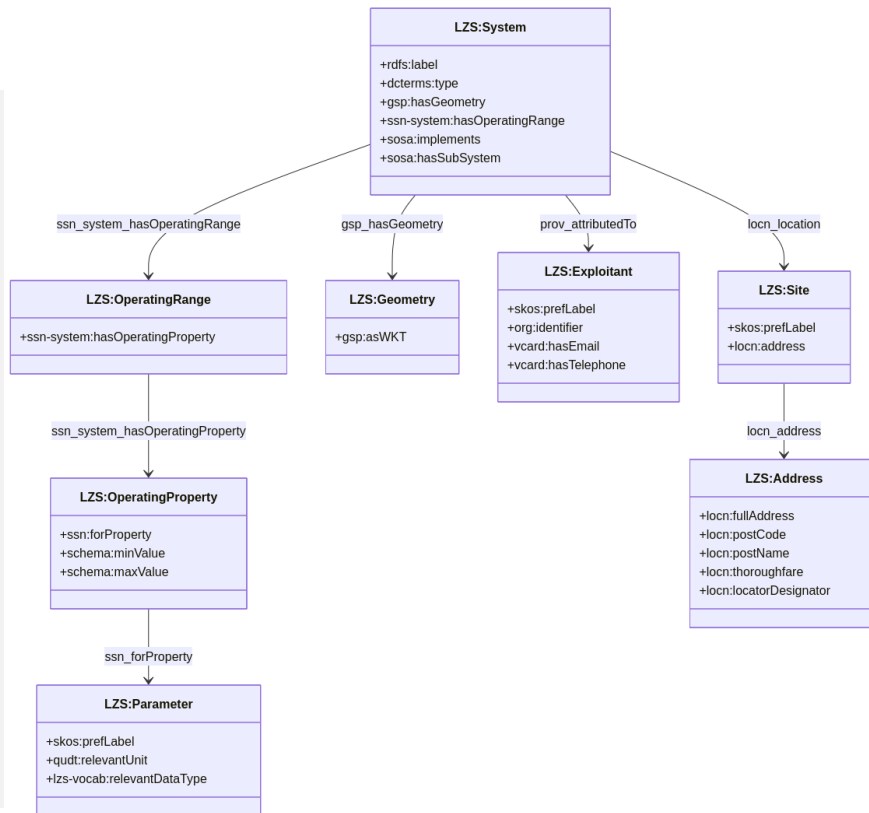 LZS:System
+rdfs:label
+dcterms:type
+gsp:hasGeometry
+ssn-system:hasOperatingRange
+sosa:implements
+sosa:hasSubSystem
ssn_system_hasOperatingRange
gsp_hasGeometry
prov_attributedTo
locn_location
LZS:OperatingRange
+ssn-system:hasOperatingProperty
LZS:Geometry
+gsp:asWKT
LZS:Exploitant
+skos:prefLabel
+org:identifier
+vcard:hasEmail
+vcard:hasTelephone
LZS:Site
+skos:prefLabel
+locn:address
ssn_system_hasOperatingProperty
locn_address
LZS:OperatingProperty
+ssn:forProperty
+schema:minValue
+schema:maxValue
LZS:Address
+locn:fullAddress
+locn:postCode
+locn:postName
+locn:thoroughfare
+locn:locatorDesignator
ssn_forProperty
LZS:Parameter
+skos:prefLabel
+qudt:relevantUnit
+lzs-vocab:relevantDataType